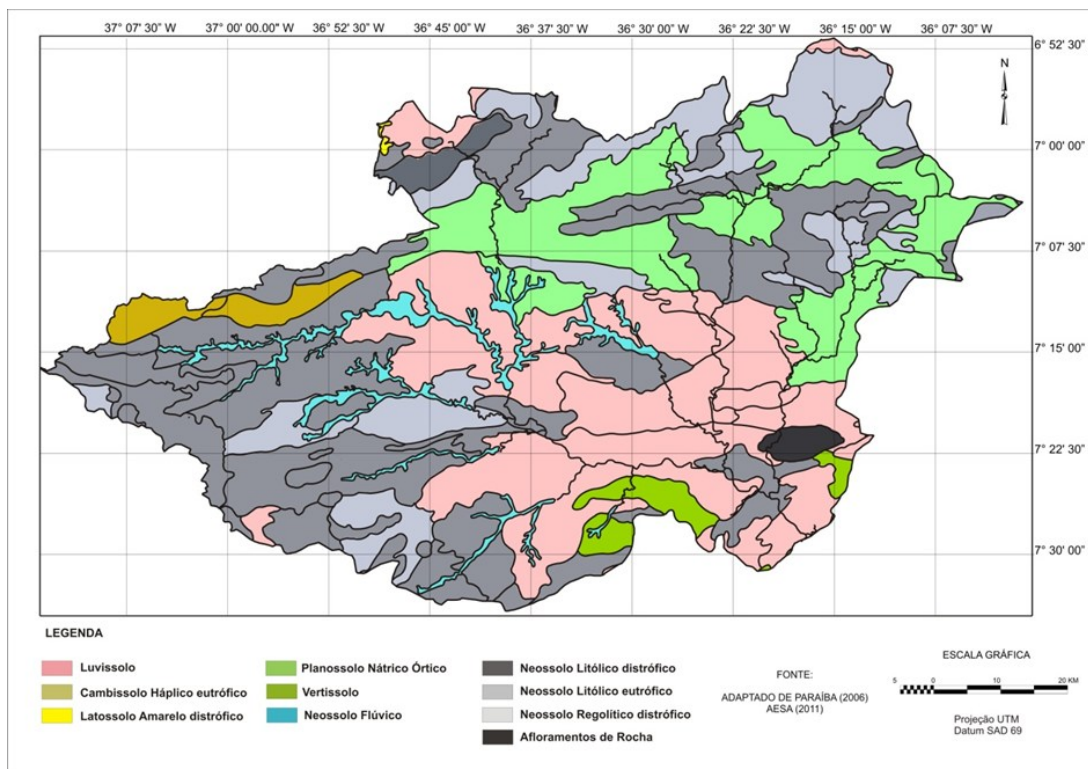 37° 07' 30" W
37° 00' 00.00" W
36° 52' 30" W
36° 45' 00" W
36° 37' 30" W
36° 30' 00" W
36° 22' 30" W
36° 15' 00" W
36° 07' 30" W
6° 52' 30"
N
7° 00' 00"
7° 07' 30"
7° 15' 00"
7° 22' 30"
7° 30' 00"
LEGENDA
Luvissolo
Cambissolo Háplico eutrófico
Latossolo Amarelo distrófico
Planossolo Nátrico Órtico
Vertissolo
Neossolo Flúvico
Neossolo Litólico distrófico
Neossolo Litólico eutrófico
Neossolo Regolítico distrófico
Afloramentos de Rocha
FONTE:
ADAPTADO DE PARAÍBA (2006)
AESA (2011)
ESCALA GRÁFICA
5 0 10 20 KM
Projeção UTM
Datum SAD 69